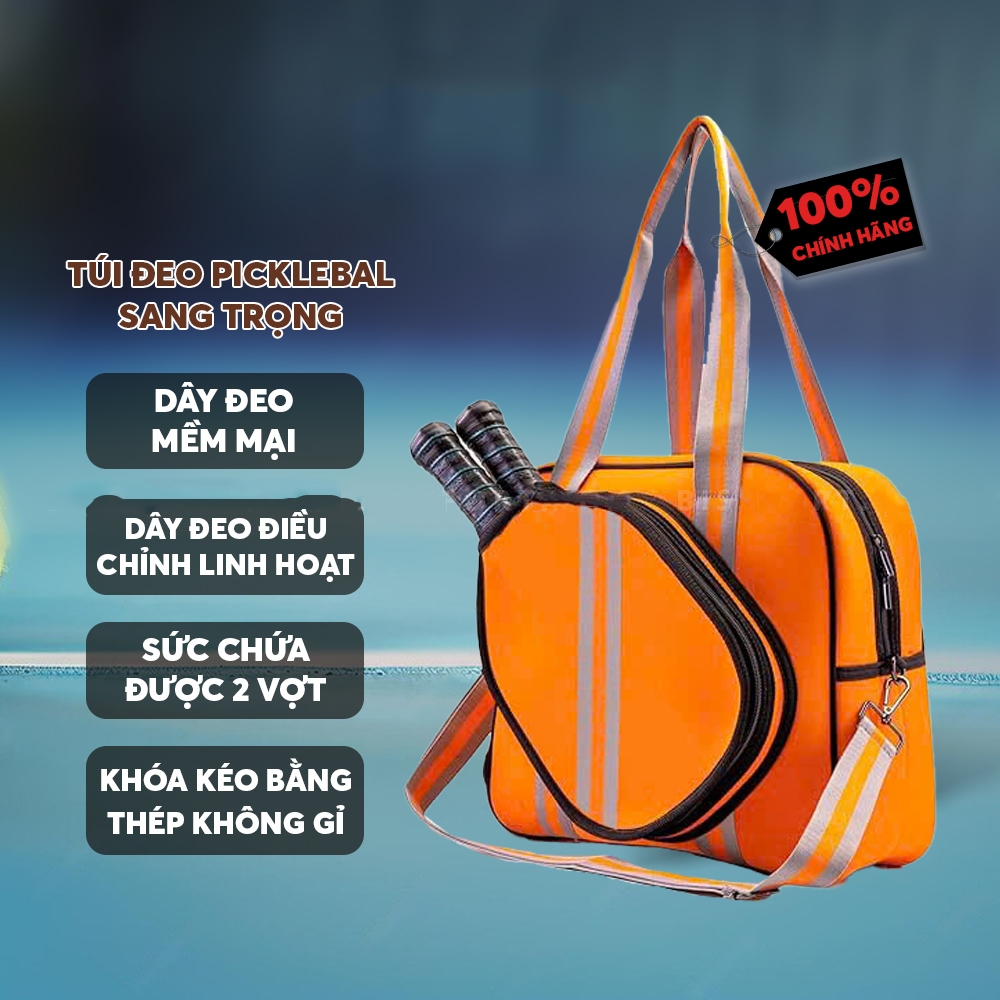 100%
CHÍNH HÃNG
TÚI ĐEO PICKLEBAL
SANG TRỌNG
DÂY ĐEO
MỀM MẠI
DÂY ĐEO ĐIỀU
CHỈNH LINH HOẠT
SỨC CHỨA
ĐƯỢC 2 VỢT
KHÓA KÉO BẰNG
THÉP KHÔNG GỈ